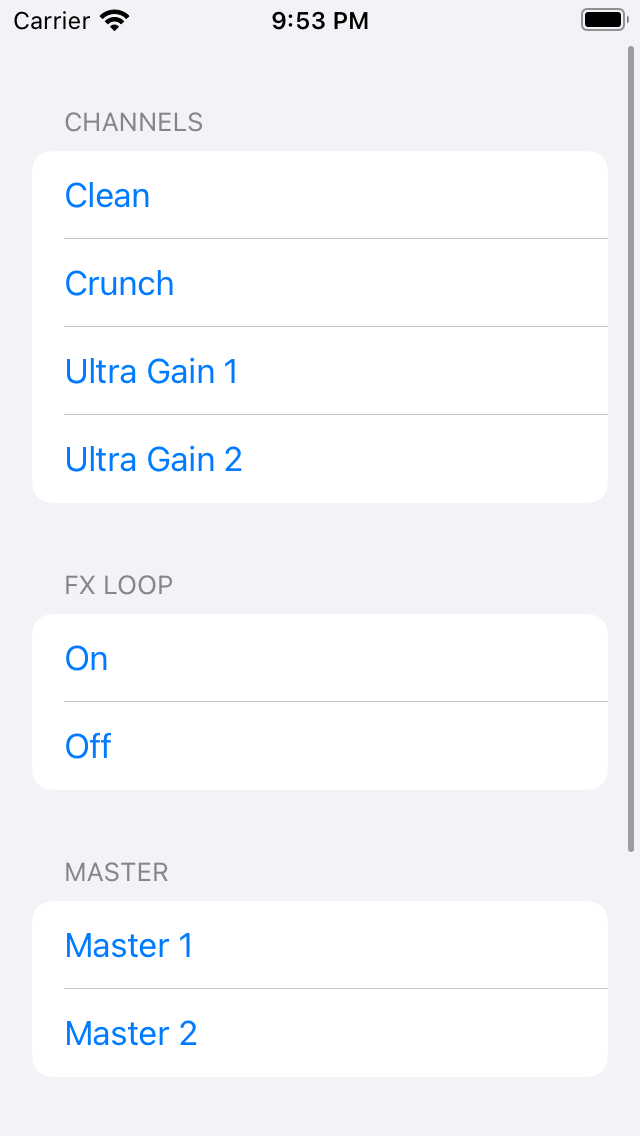 Carrier 9:53 PM
CHANNELS
Clean
Crunch
Ultra Gain 1
Ultra Gain 2
FX LOOP
On
Off
MASTER
Master 1
Master 2